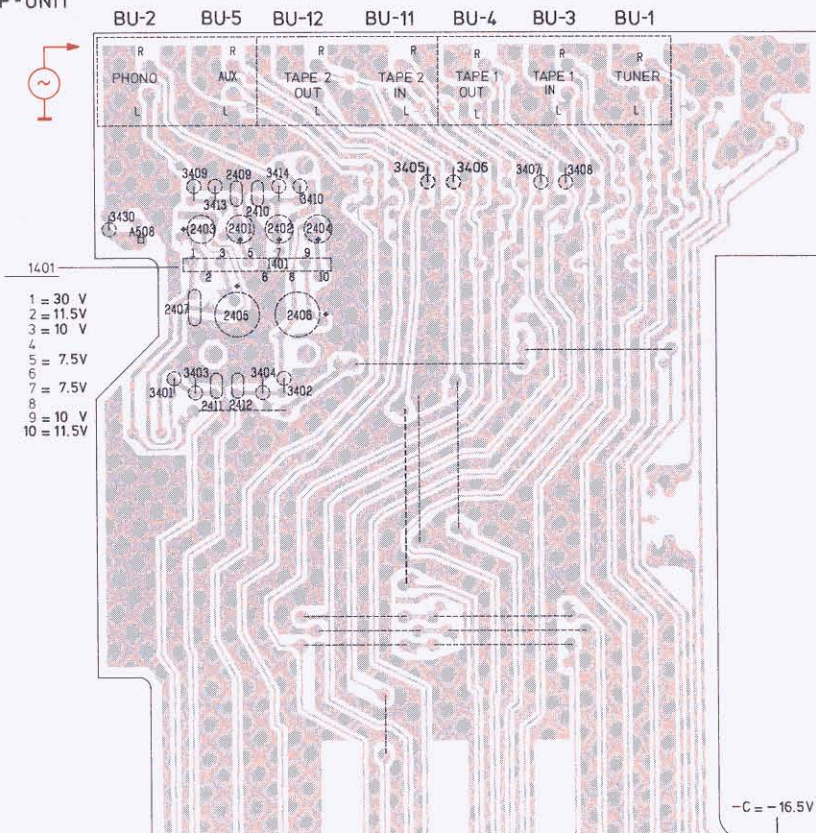 -UNIT
BU-2 BU-5 BU-12 BU-11 BU-4 BU-3 BU-1
R R R R R R R
PHONO AUX TAPE 2 OUT TAPE 2 IN TAPE 1 OUT TAPE 1 IN TUNER
L L L L L L L
3409 2409 3414 3405 3406 3407 3408
3413 2410 3410
3430 A508 +2403 2401 2402 2404
+ + +
1 3 5 7 9
1401 1401
2 6 8 10
1 = 30 V
2 = 11.5V
3 = 10 V
4
5 = 7.5V
6
7 = 7.5V
8
9 = 10 V
10 = 11.5V
+
2407 2405 2406 +
3403 3404
3401 2411 2412 3402
-C = -16.5V